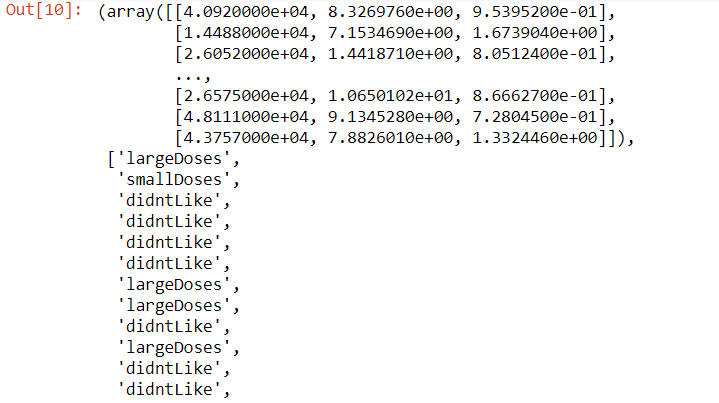 Out[10]: (array([[4.0920000e+04, 8.3269760e+00, 9.5395200e-01],
[1.4488000e+04, 7.1534690e+00, 1.6739040e+00],
[2.6052000e+04, 1.4418710e+00, 8.0512400e-01],
...,
[2.6575000e+04, 1.0650102e+01, 8.6662700e-01],
[4.8111000e+04, 9.1345280e+00, 7.2804500e-01],
[4.3757000e+04, 7.8826010e+00, 1.3324460e+00]]),
['largeDoses',
'smallDoses',
'didntLike',
'didntLike',
'didntLike',
'didntLike',
'largeDoses',
'largeDoses',
'didntLike',
'largeDoses',
'didntLike',
'didntLike',